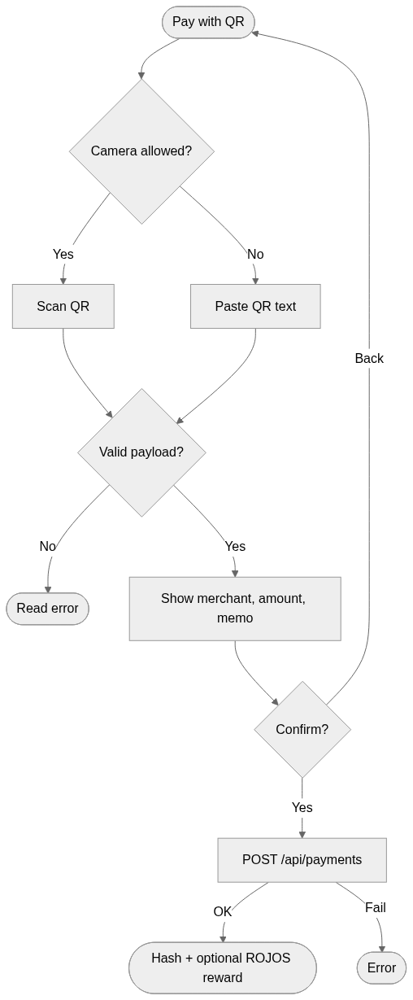 Pay with QR
Camera allowed?
Yes
No
Scan QR
Paste QR text
Back
Valid payload?
No
Yes
Show merchant, amount,
memo
Read error
Confirm?
Yes
POST /api/payments
OK
Fail
Hash + optional ROJOS
reward
Error